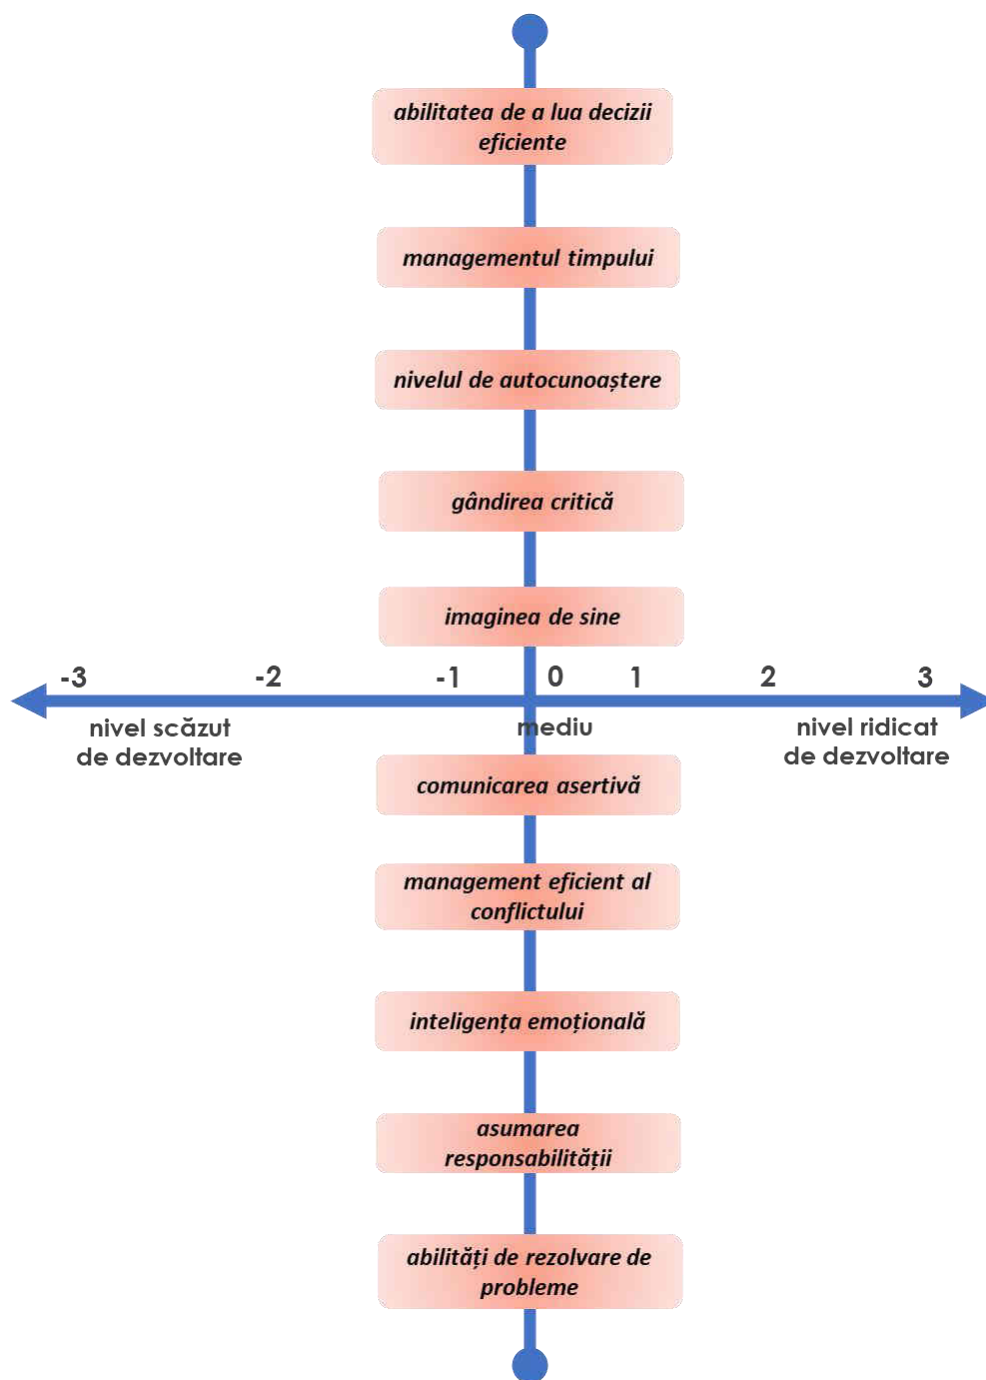 abilitatea de a lua decizii
eficiente
managementul timpului
nivelul de autocunoaștere
gândirea critică
imaginea de sine
-3 -2 -1 0 1 2 3
nivel scăzut
de dezvoltare
mediu
nivel ridicat
de dezvoltare
comunicarea asertivă
management eficient al
conflictului
inteligența emoțională
asumarea
responsabilității
abilități de rezolvare de
probleme